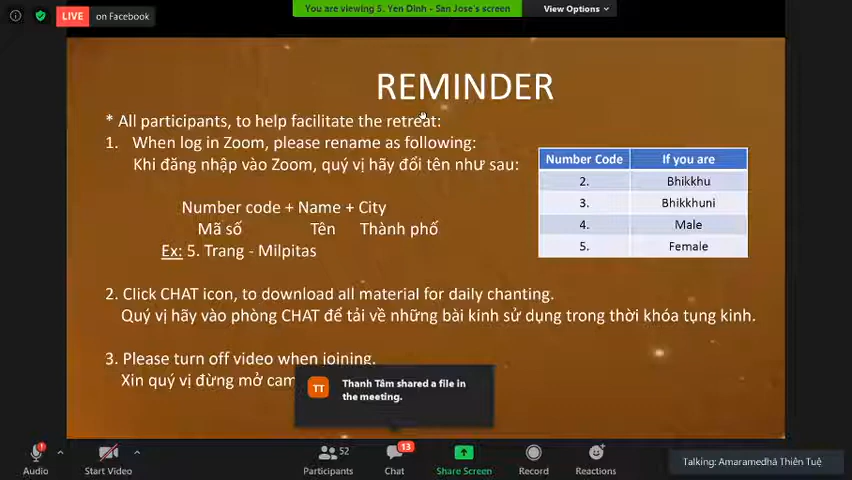 LIVE on Facebook
You are viewing 5. Yen Dinh - San Jose's screen
View Options
REMINDER
* All participants, to help facilitate the retreat:
1. When log in Zoom, please rename as following:
Khi đăng nhập vào Zoom, quý vị hãy đổi tên như sau:
Number code + Name + City
Mã số Tên Thành phố
Ex: 5. Trang - Milpitas
Number Code If you are
2. Bhikkhu
3. Bhikkhuni
4. Male
5. Female
2. Click CHAT icon, to download all material for daily chanting.
Quý vị hãy vào phòng CHAT để tải về những bài kinh sử dụng trong thời khóa tụng kinh.
3. Please turn off video when joining.
Xin quý vị đừng mở cam
TT
Thanh Tâm shared a file in
the meeting.
52
13
Audio
Start Video
Participants
Chat
Share Screen
Record
Reactions
Talking: Amaramedhā Thiên Tuệ